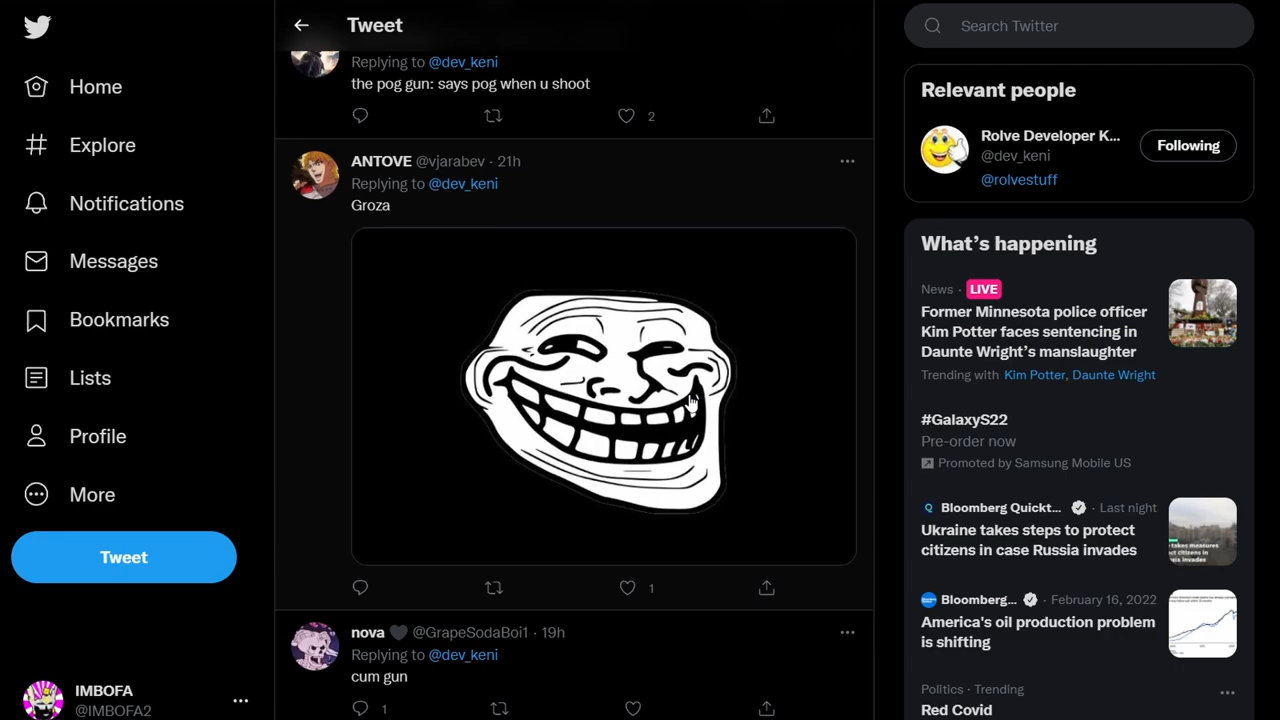 Home
Explore
Notifications
Messages
Bookmarks
Lists
Profile
More
Tweet
IMBOFA
@IMBOFA2
Tweet
Replying to @dev_keni
the pog gun: says pog when u shoot
2
ANTOVE @vjarabev · 21h
Replying to @dev_keni
Groza
1
nova 🖤 @GrapeSodaBoi1 · 19h
Replying to @dev_keni
cum gun
1
Search Twitter
Relevant people
Rolve Developer K...
@dev_keni
Following
@rolvestuff
What's happening
News · LIVE
Former Minnesota police officer
Kim Potter faces sentencing in
Daunte Wright's manslaughter
Trending with Kim Potter, Daunte Wright
#GalaxyS22
Pre-order now
Promoted by Samsung Mobile US
Bloomberg Quickt... · Last night
Ukraine takes steps to protect
citizens in case Russia invades
Bloomberg... · February 16, 2022
America's oil production problem
is shifting
Politics · Trending
Red Covid